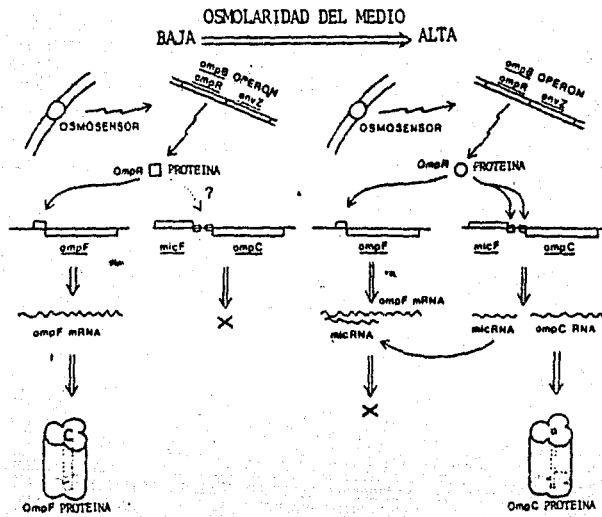 OSMOLARIDAD DEL MEDIO
BAJA ALTA
ompB OPERON
ompR envZ
OSMOSENSOR
OmpR PROTEINA
?
ompF
micF ompC
ompF mRNA
X
OmpF PROTEINA
ompB OPERON
ompR envZ
OSMOSENSOR
OmpR PROTEINA
ompF
micF ompC
ompF mRNA
micRNA
micRNA ompC RNA
X
OmpC PROTEINA